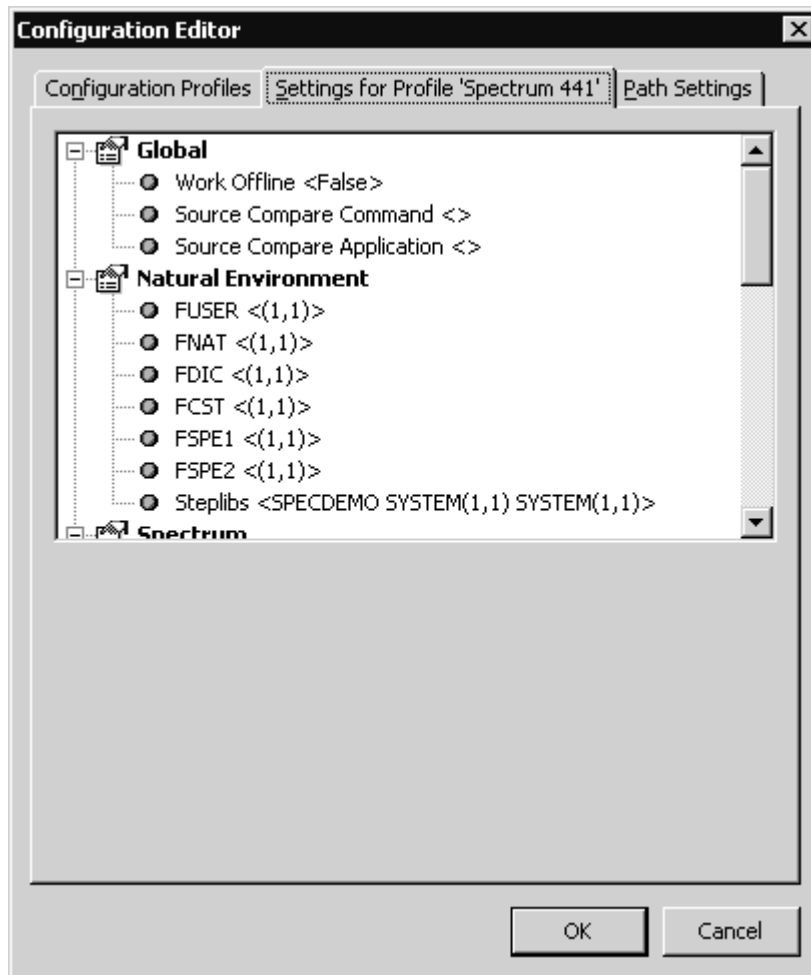 Configuration Editor
Configuration Profiles
Settings for Profile 'Spectrum 441'
Path Settings
Global
Work Offline <False>
Source Compare Command <>
Source Compare Application <>
Natural Environment
FUSER <(1,1)>
FNAT <(1,1)>
FDIC <(1,1)>
FCST <(1,1)>
FSPE1 <(1,1)>
FSPE2 <(1,1)>
Steplibs <SPECDEMO SYSTEM(1,1) SYSTEM(1,1)>
Spectrum
OK
Cancel